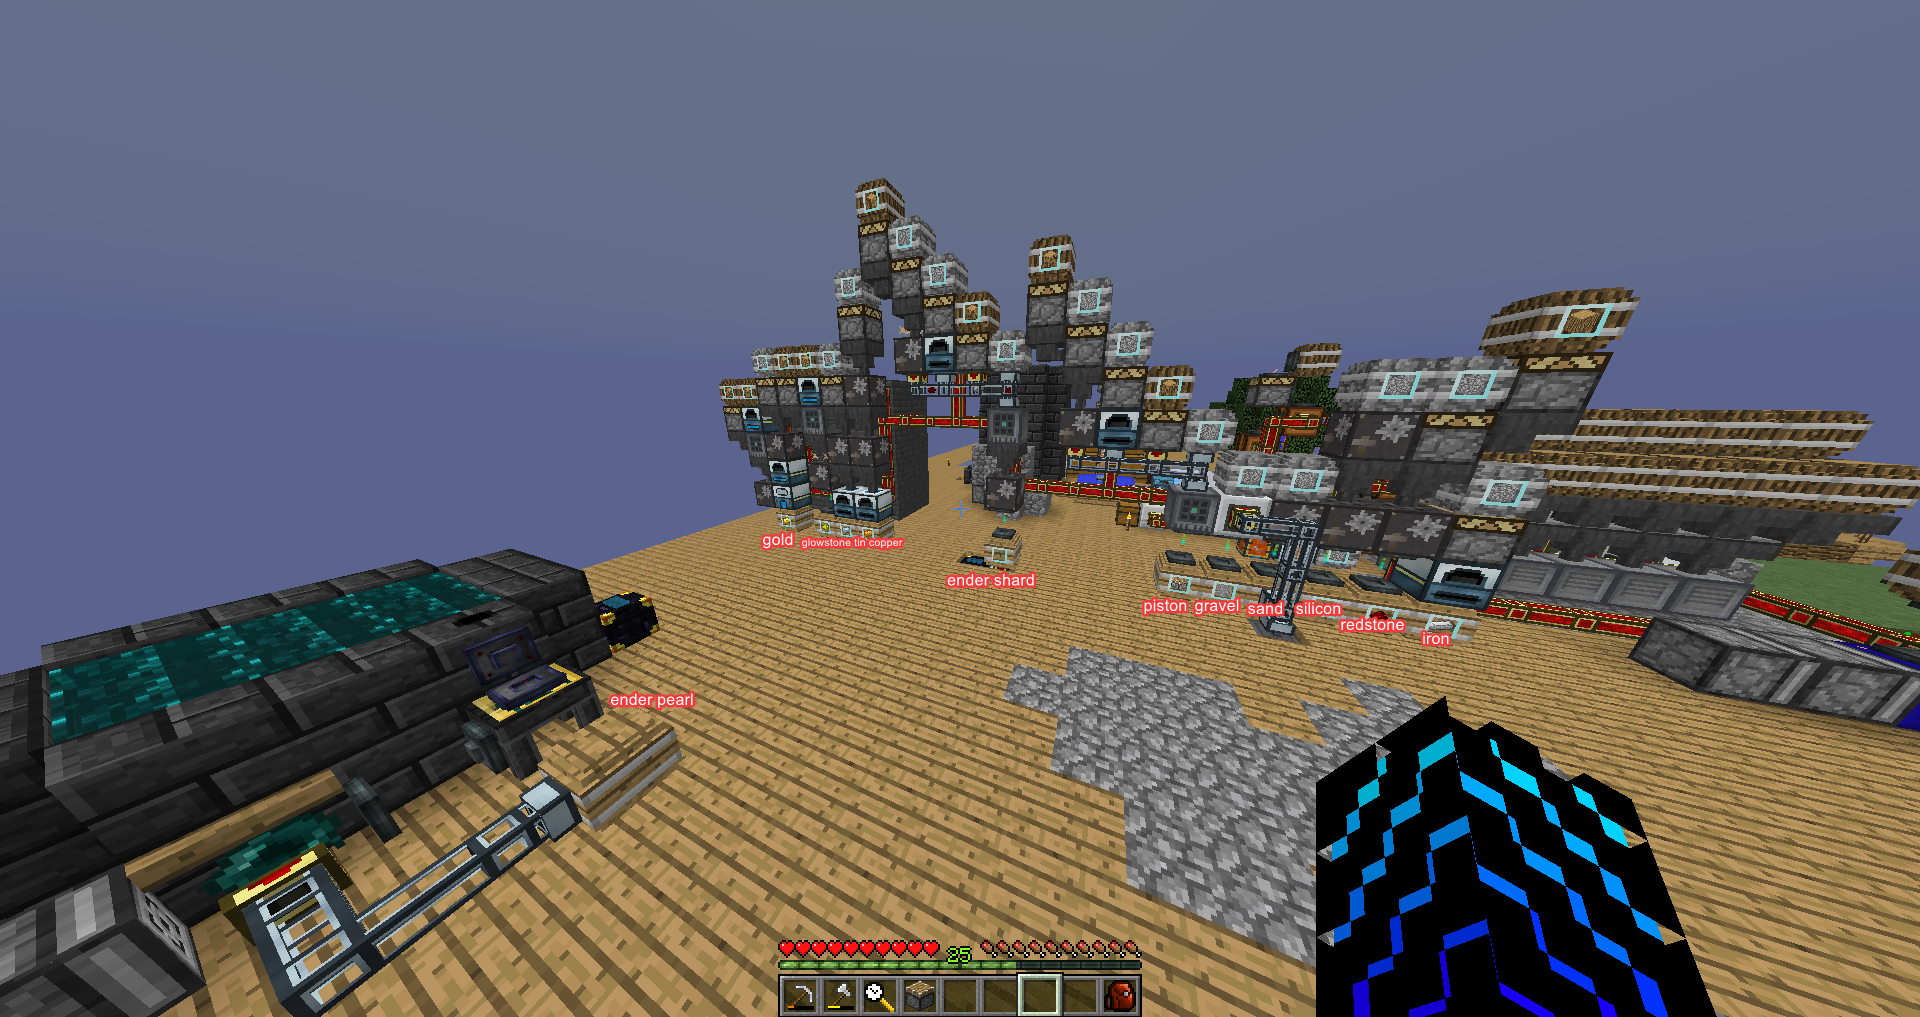 gold
glowstone tin copper
ender shard
piston gravel sand silicon
redstone
iron
ender pearl
25